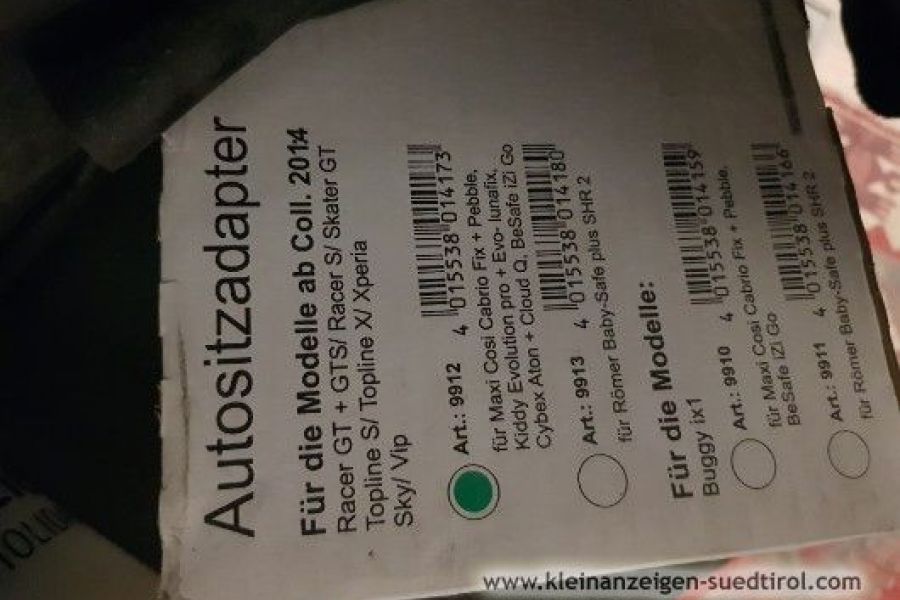 Autositzadapter
Für die Modelle ab Coll. 2014
Racer GT + GTS/ Racer S/ Skater GT
Topline S/ Topline X/ Xperia
Sky/ Vip
Art.: 9912
4 015538 014173
für Maxi Cosi Cabrio Fix + Pebble,
Kiddy Evolution pro + Evo- lunafix,
Cybex Aton + Cloud Q, BeSafe iZi Go
Art.: 9913
4 015538 014180
für Römer Baby-Safe plus SHR 2
Für die Modelle:
Buggy ix1
Art.: 9910
4 015538 014159
für Maxi Cosi Cabrio Fix + Pebble,
BeSafe iZi Go
Art.: 9911
4 015538 014166
für Römer Baby-Safe plus SHR 2
www.kleinanzeigen-suedtirol.com